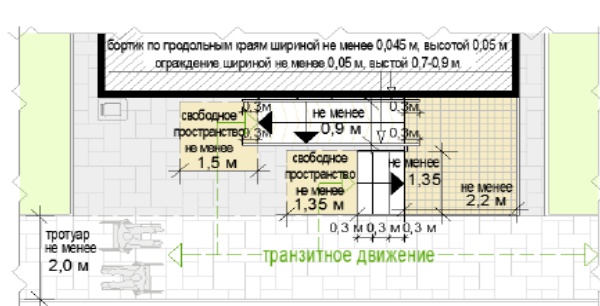 бортик по продольным краям шириной не менее 0,045 м, высотой 0,05 м
ограждение шириной не менее 0,05 м, выстой 0,7-0,9 м
0,3м
0,3м
свободное
пространство
не менее
1,5 м
0,3м
не менее
0,9 м
0,3м
свободное
пространство
не менее
1,35 м
не менее
1,35
не менее
2,2 м
0,3 м 0,3 м 0,3 м
тротуар
не менее
2,0 м
транзитное движение